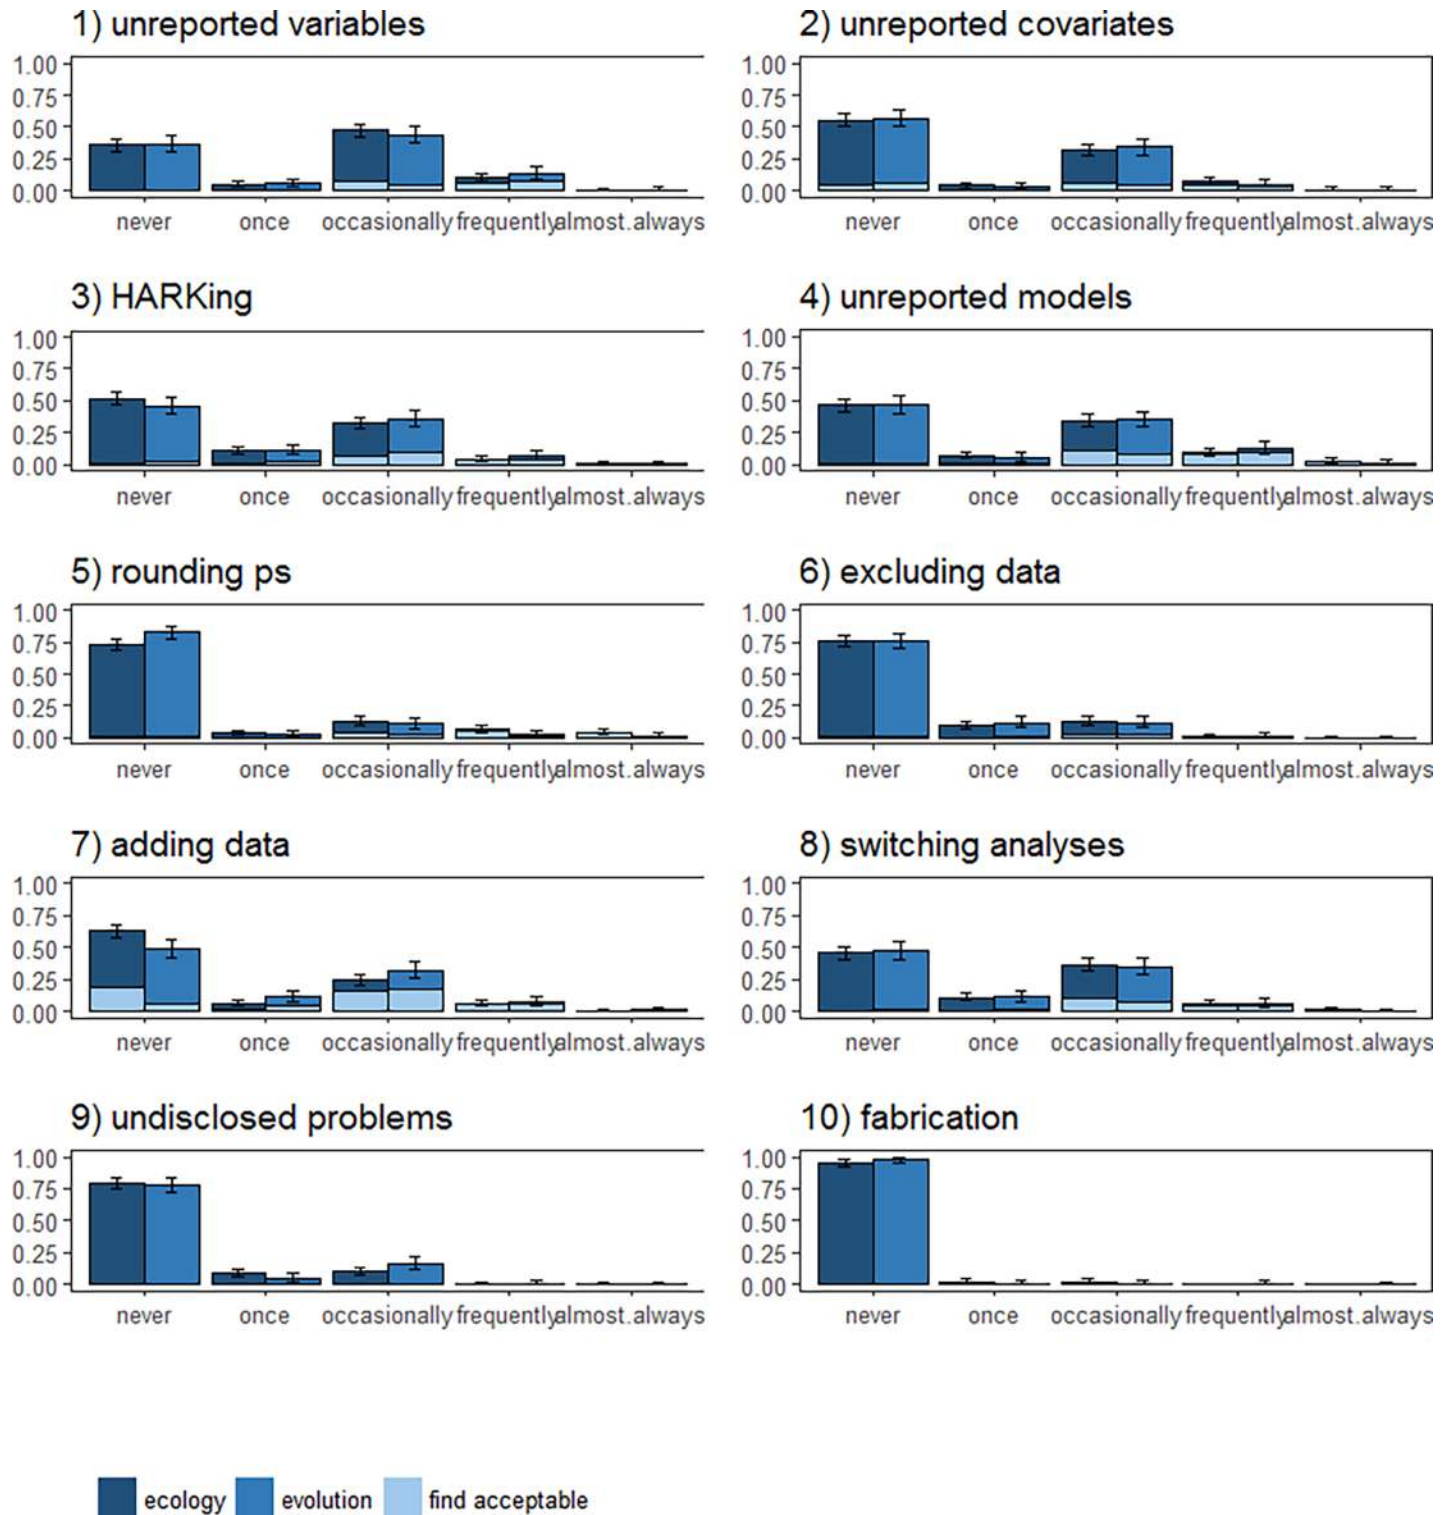 1) unreported variables
1.00
0.75
0.50
0.25
0.00
never once occasionally frequently almost.always
2) unreported covariates
1.00
0.75
0.50
0.25
0.00
never once occasionally frequently almost.always
3) HARKing
1.00
0.75
0.50
0.25
0.00
never once occasionally frequently almost.always
4) unreported models
1.00
0.75
0.50
0.25
0.00
never once occasionally frequently almost.always
5) rounding ps
1.00
0.75
0.50
0.25
0.00
never once occasionally frequently almost.always
6) excluding data
1.00
0.75
0.50
0.25
0.00
never once occasionally frequently almost.always
7) adding data
1.00
0.75
0.50
0.25
0.00
never once occasionally frequently almost.always
8) switching analyses
1.00
0.75
0.50
0.25
0.00
never once occasionally frequently almost.always
9) undisclosed problems
1.00
0.75
0.50
0.25
0.00
never once occasionally frequently almost.always
10) fabrication
1.00
0.75
0.50
0.25
0.00
never once occasionally frequently almost.always
ecology evolution find acceptable